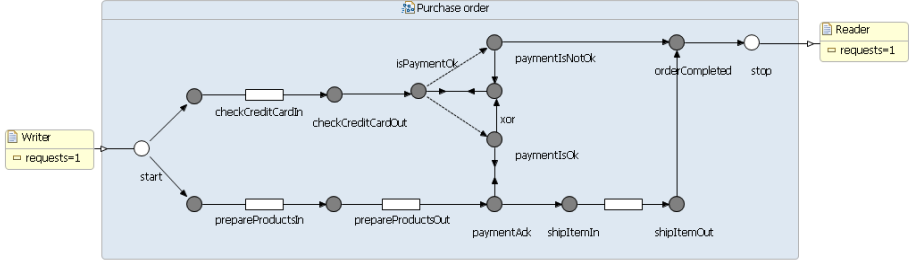 Purchase order
Reader
requests=1
isPaymentOk
paymentIsNotOk
orderCompleted
stop
checkCreditCardIn
checkCreditCardOut
xor
Writer
requests=1
paymentIsOk
start
prepareProductsIn
prepareProductsOut
paymentAck
shipItemIn
shipItemOut